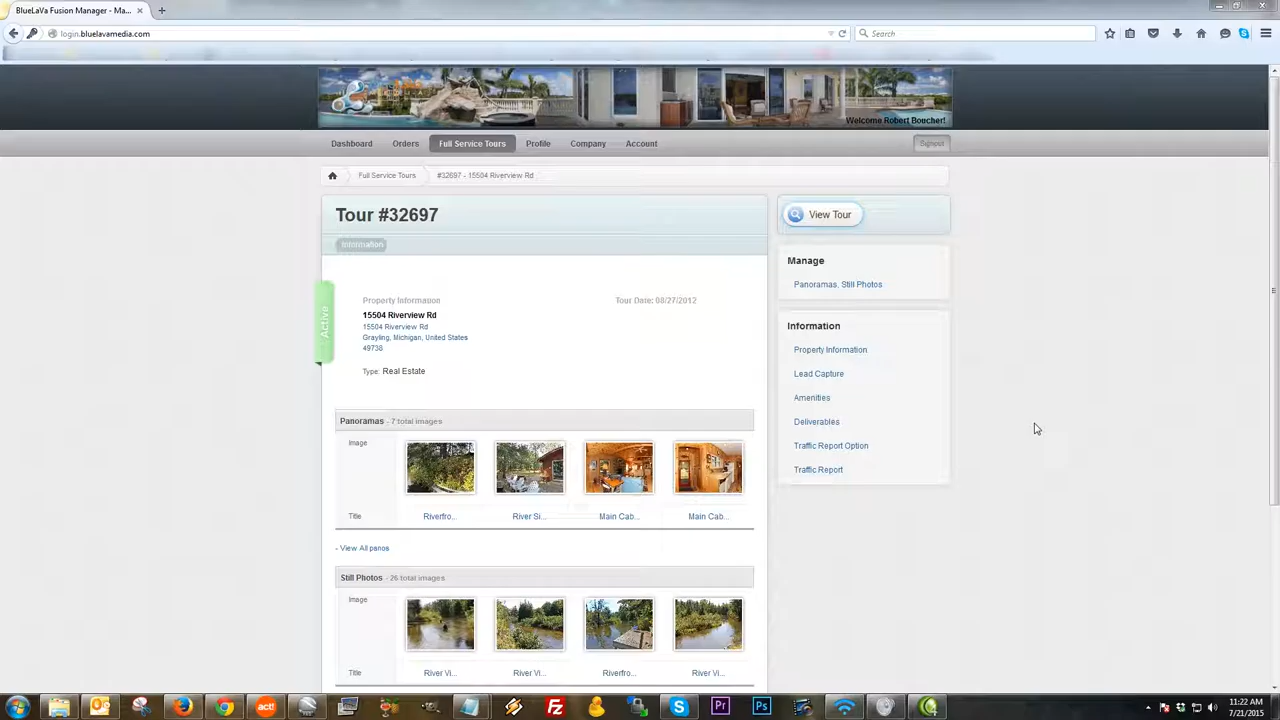 BlueLaVa Fusion Manager - Ma...
login.bluelavamedia.com
Search
Welcome Robert Boucher!
Dashboard Orders Full Service Tours Profile Company Account Signout
Full Service Tours #32697 - 15504 Riverview Rd
Tour #32697
View Tour
Information
Manage
Panoramas, Still Photos
Active
Property Information
Tour Date: 08/27/2012
15504 Riverview Rd
15504 Riverview Rd
Grayling, Michigan, United States
49738
Type: Real Estate
Information
Property Information
Lead Capture
Amenities
Deliverables
Traffic Report Option
Traffic Report
Panoramas - 7 total images
Image
Title Riverfro... River Si... Main Cab... Main Cab...
- View All panos
Still Photos - 26 total images
Image
Title River Vi... River Vi... Riverfro... River Vi...
act!
Pr
Ps
11:22 AM
7/21/2015